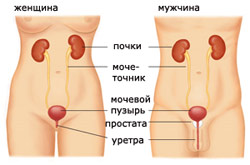 женщина
мужчина
почки
моче-
точник
мочевой
пузырь
простата
уретра